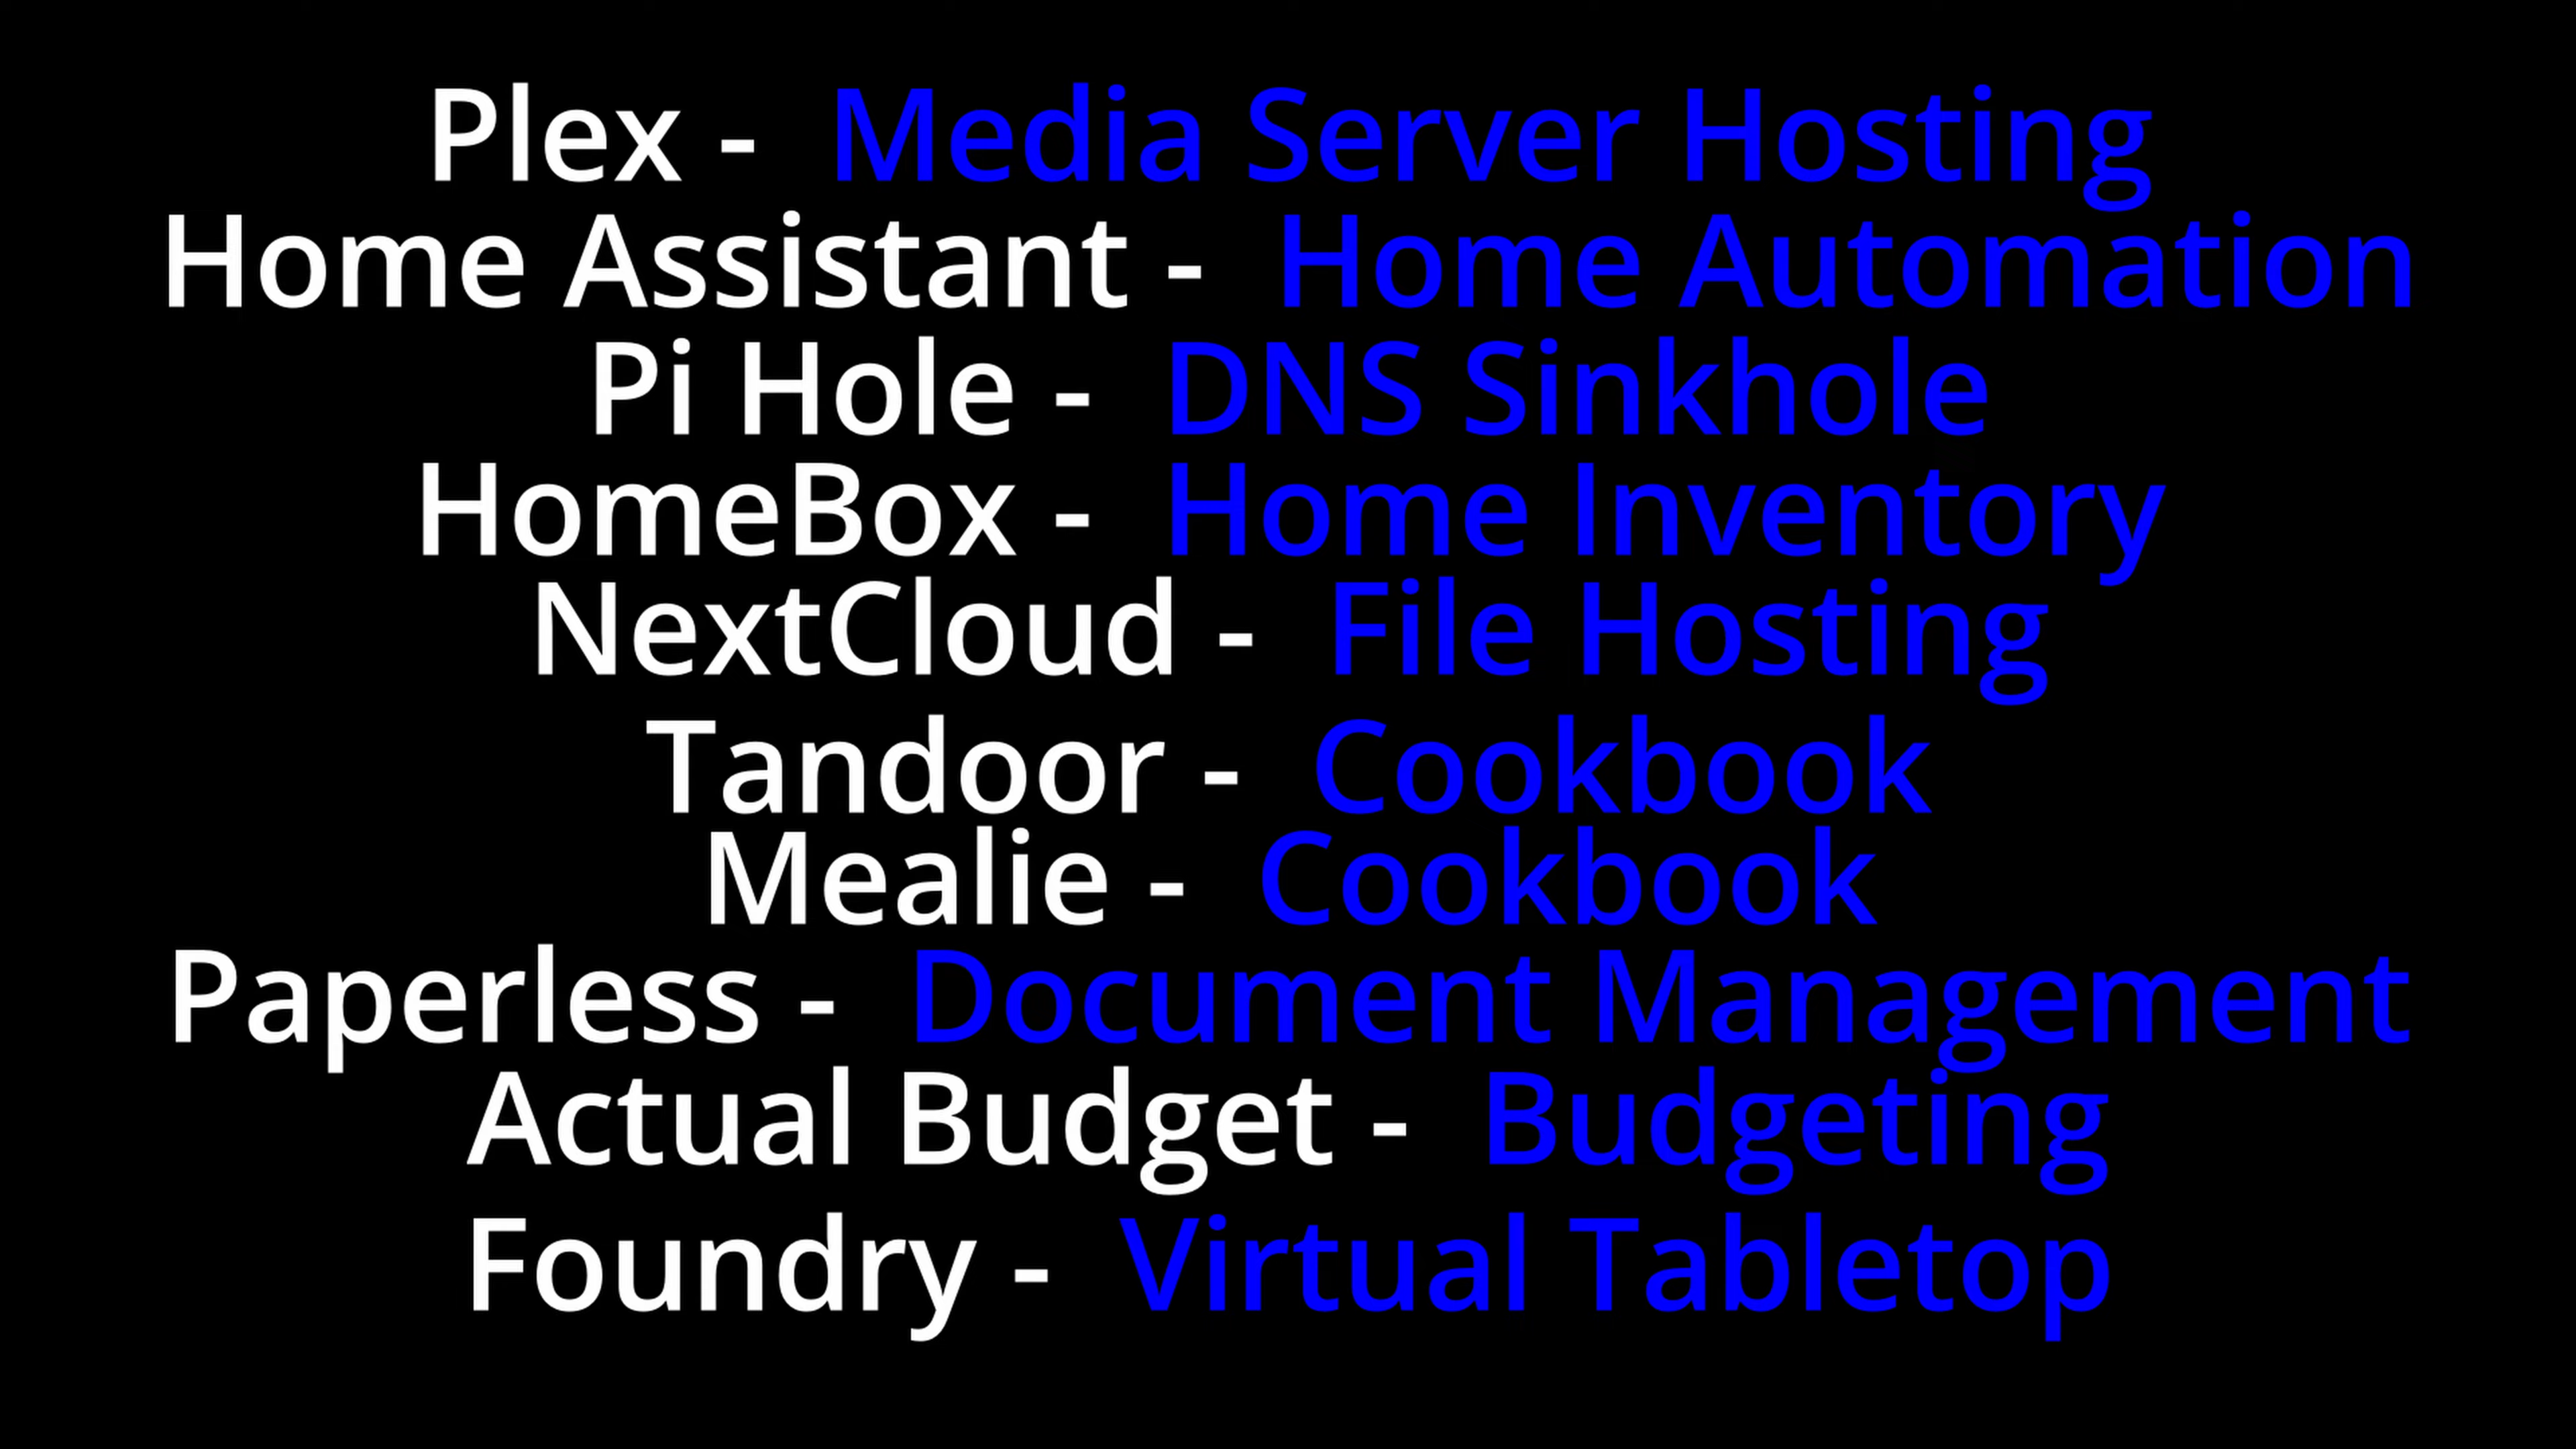 Plex - Media Server Hosting
Home Assistant - Home Automation
Pi Hole - DNS Sinkhole
HomeBox - Home Inventory
NextCloud - File Hosting
Tandoor - Cookbook
Mealie - Cookbook
Paperless - Document Management
Actual Budget - Budgeting
Foundry - Virtual Tabletop